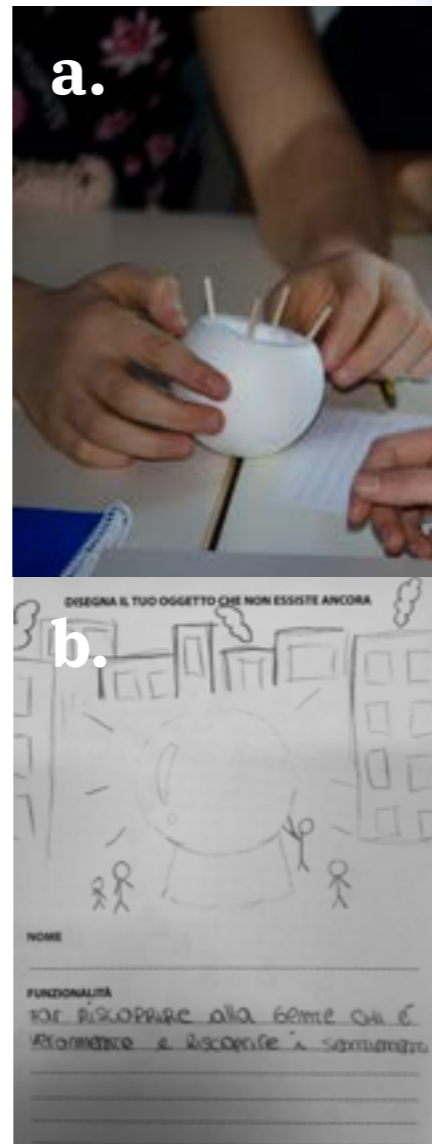 a.
b.
DISEGNA IL TUO OGGETTO CHE NON ESSISTE ANCORA
NOME
FUNZIONALITÀ
FAR RISCOPRIRE alla GENTE CHI É
VERAMENTE E RISCOPRIRE i SENTIMENTI